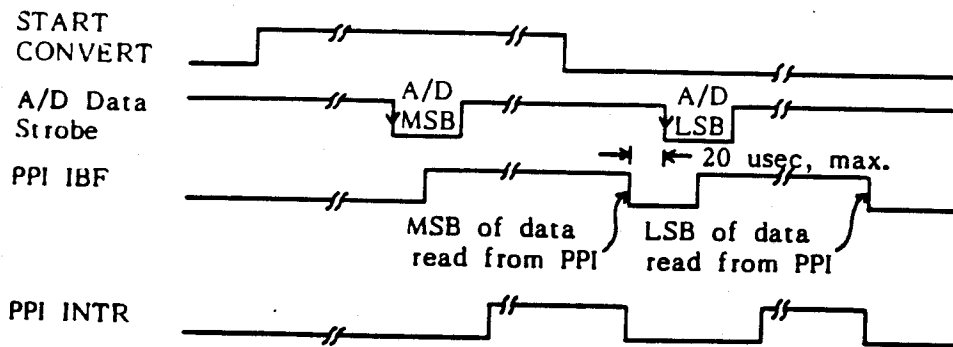 START
CONVERT
A/D Data
Strobe
A/D
MSB
A/D
LSB
20 usec, max.
PPI IBF
MSB of data
read from PPI
LSB of data
read from PPI
PPI INTR